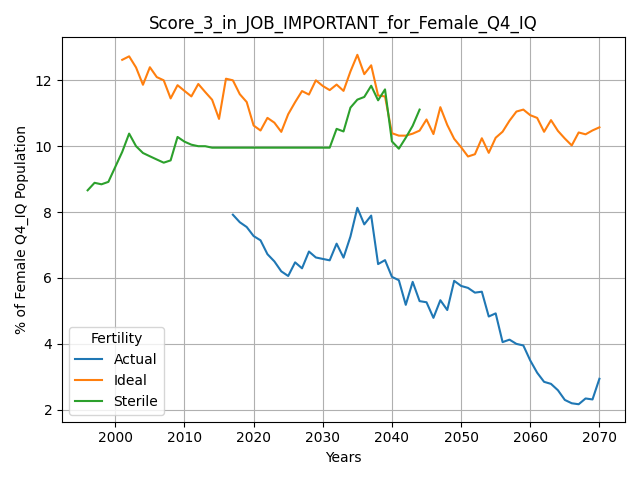 Score_3_in_JOB_IMPORTANT_for_Female_Q4_IQ
% of Female Q4_IQ Population
12
10
8
6
4
2
Fertility
Actual
Ideal
Sterile
2000 2010 2020 2030 2040 2050 2060 2070
Years